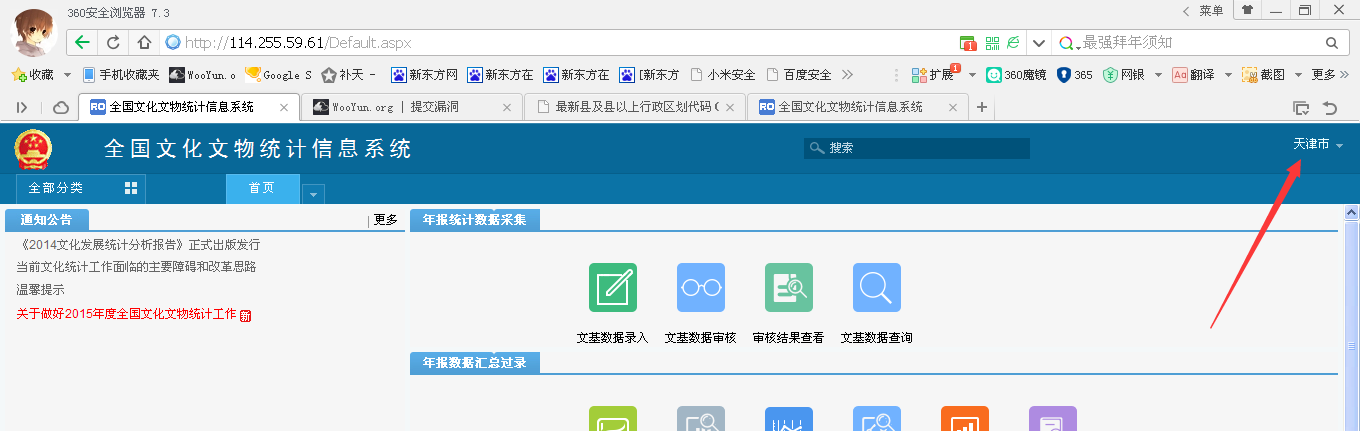 360安全浏览器 7.3
菜单
http://114.255.59.61/Default.aspx
1
最强拜年须知
收藏 手机收藏夹 WooYun.o Google S 补天 - 新东方网 新东方在 新东方在 [新东方 小米安全 百度安全 扩展 1 360魔镜 365 网银 Aa 翻译 截图 更多
RO 全国文化文物统计信息系统 WooYun.org | 提交漏洞 最新县及县以上行政区划代码 RO 全国文化文物统计信息系统
全国文化文物统计信息系统
搜索
天津市
全部分类 首页
通知公告 更多
《2014文化发展统计分析报告》正式出版发行
当前文化统计工作面临的主要障碍和改革思路
温馨提示
关于做好2015年度全国文化文物统计工作 新
年报统计数据采集
文基数据录入 文基数据审核 审核结果查看 文基数据查询
年报数据汇总过录